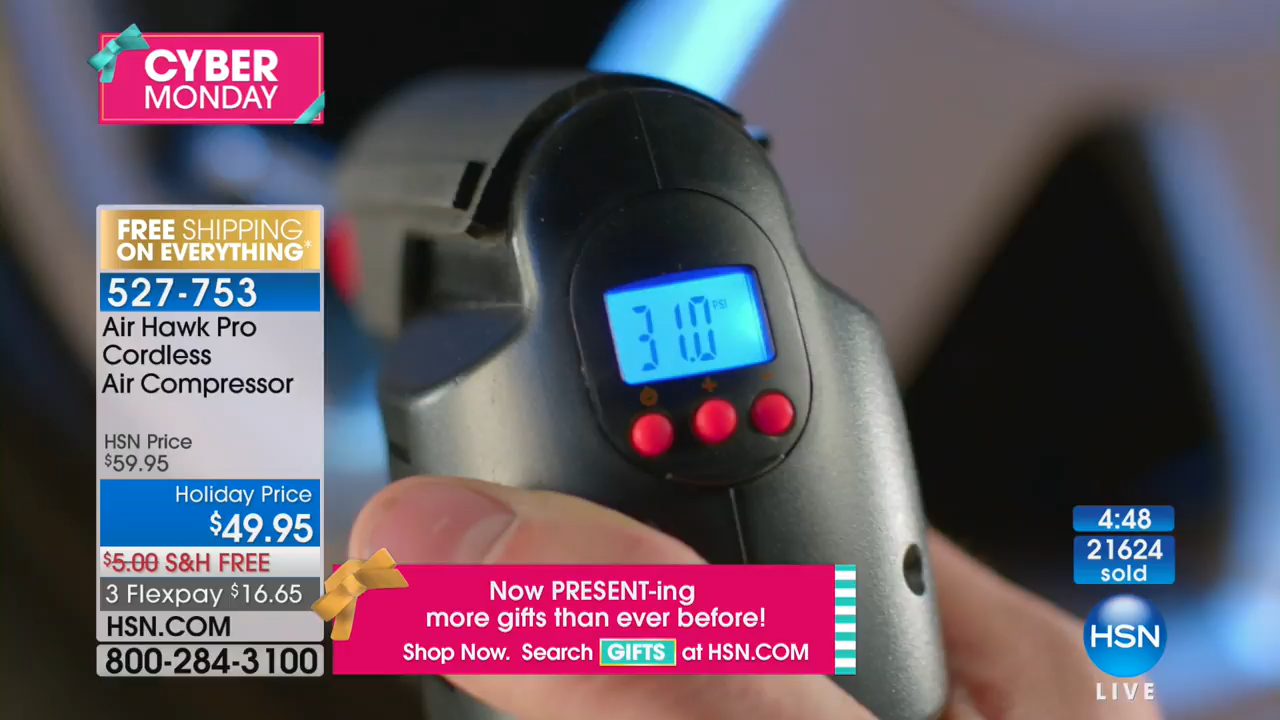 CYBER
MONDAY
FREE SHIPPING
ON EVERYTHING*
527-753
Air Hawk Pro
Cordless
Air Compressor
HSN Price
$59.95
Holiday Price
$49.95
$5.00 S&H FREE
3 Flexpay $16.65
HSN.COM
800-284-3100
31.0 PSI
Now PRESENT-ing
more gifts than ever before!
Shop Now. Search GIFTS at HSN.COM
4:48
21624
sold
HSN
LIVE